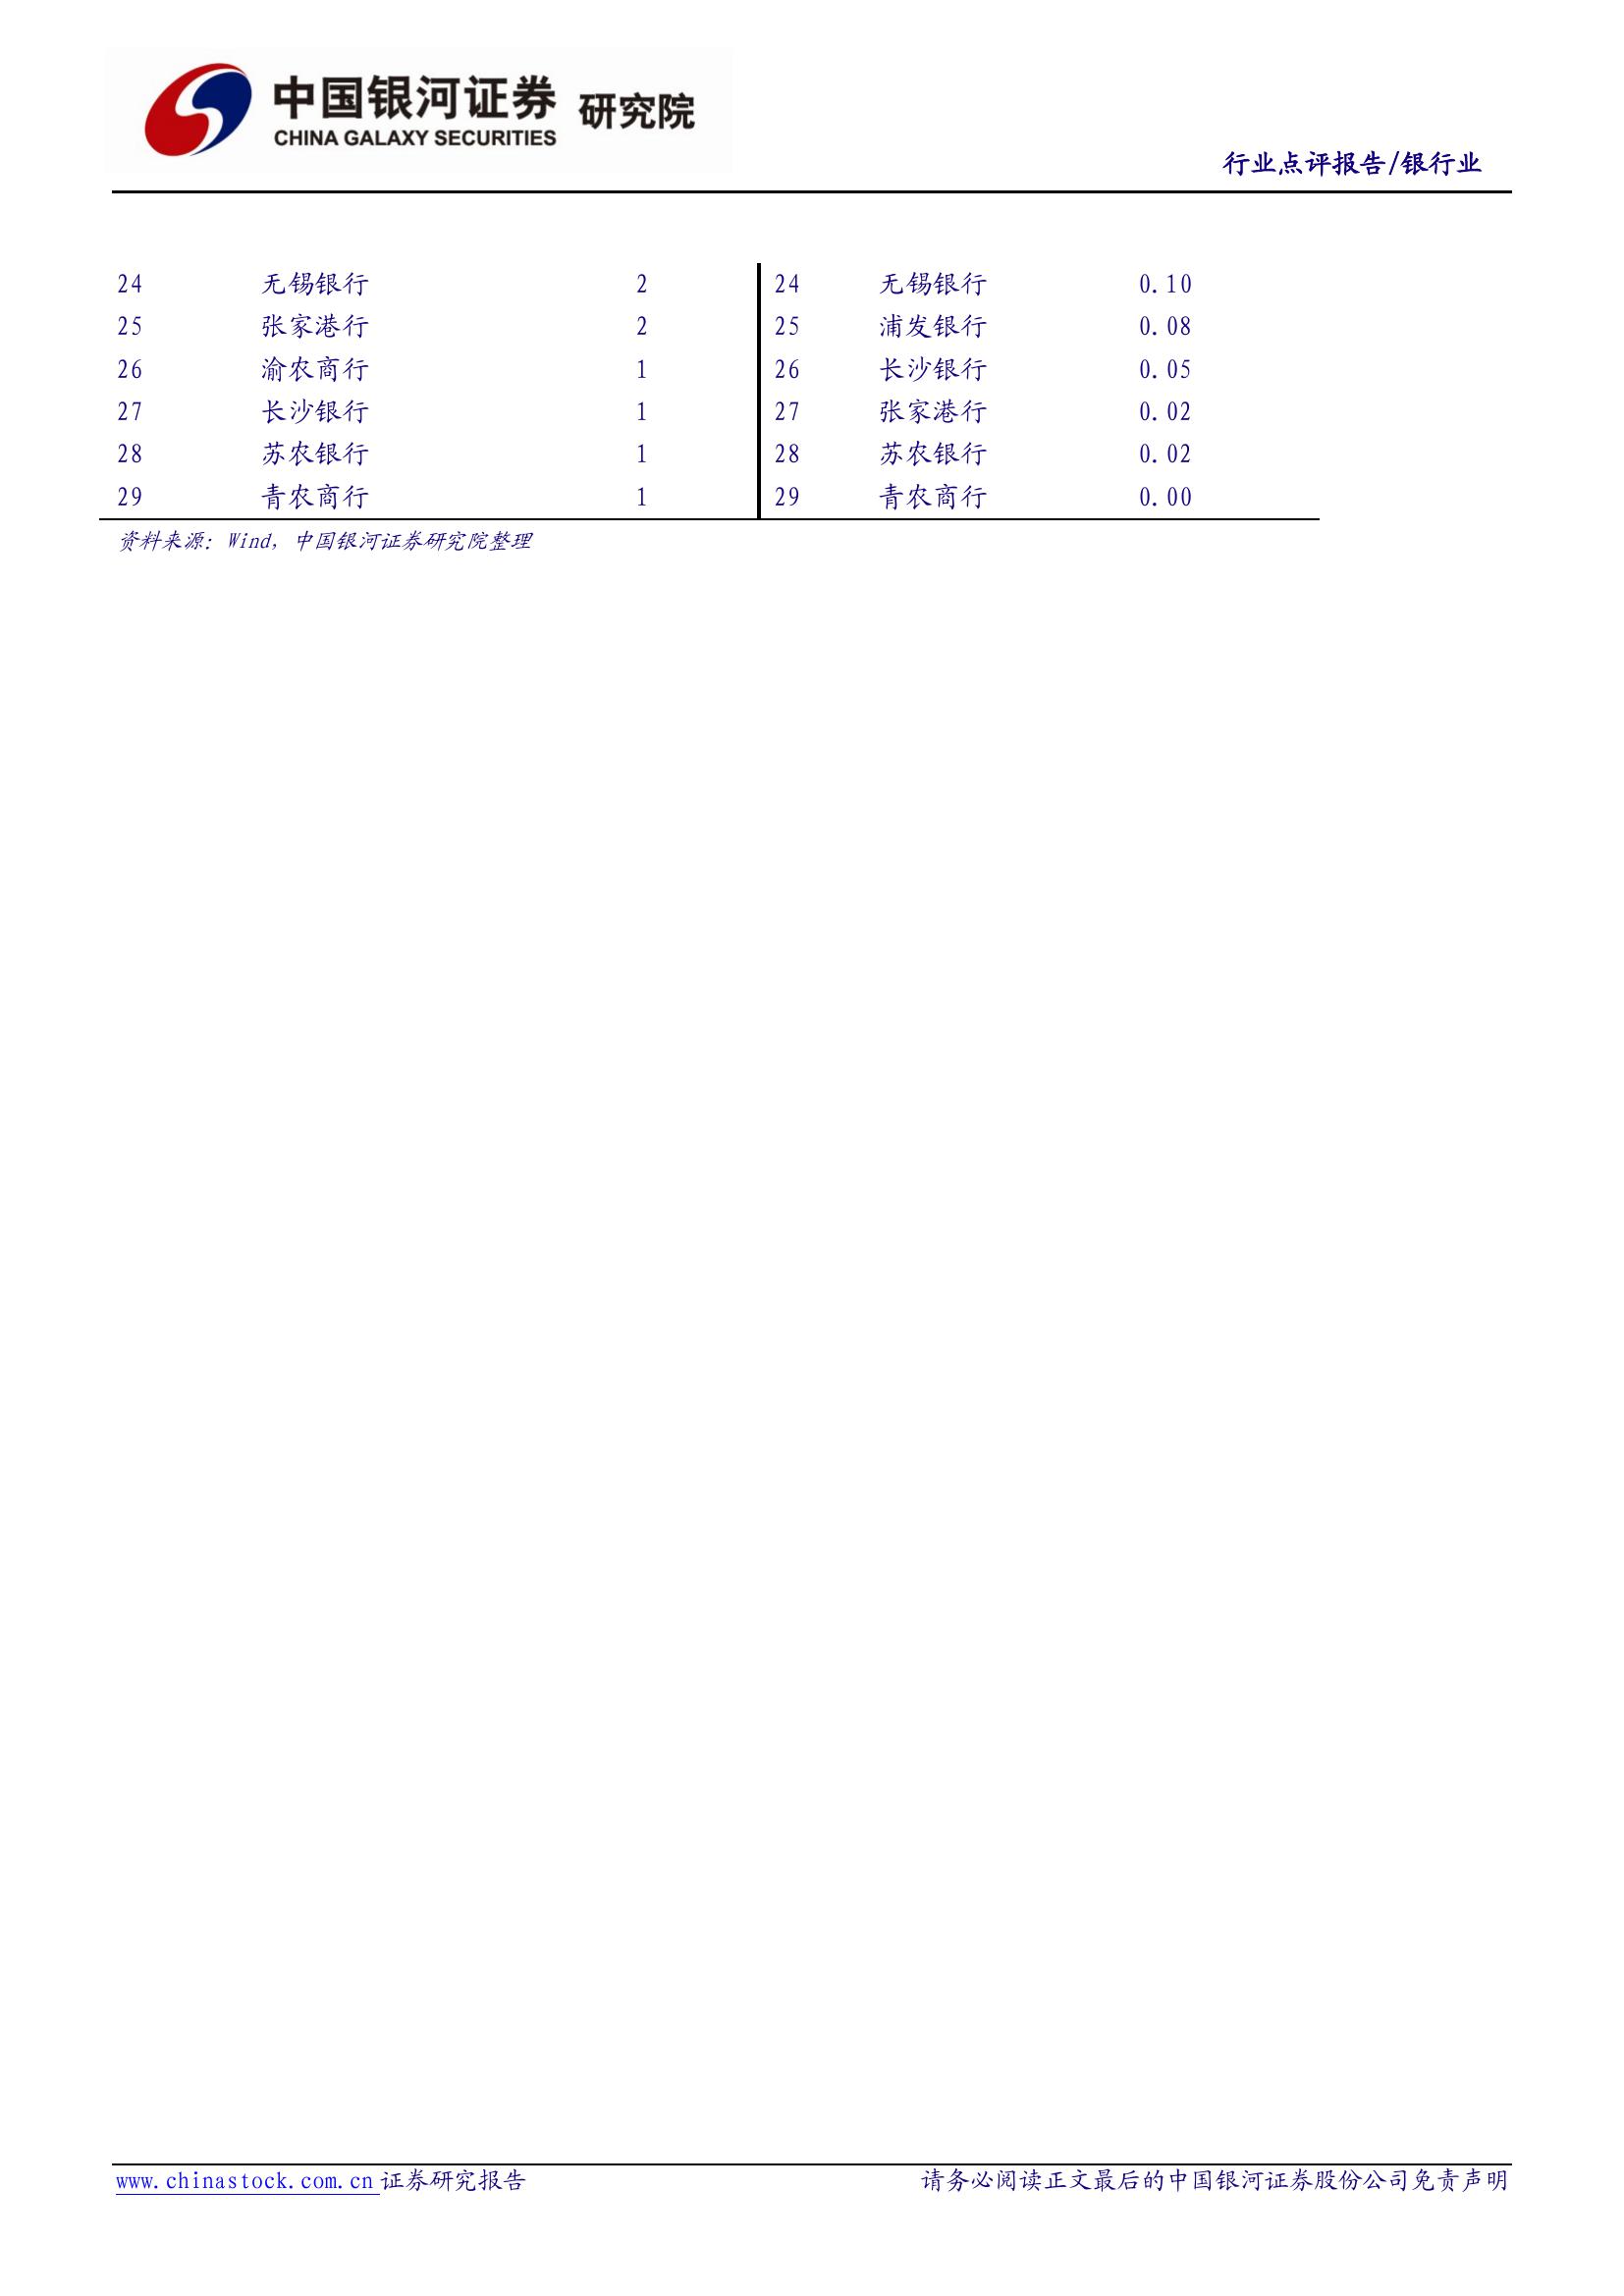 中国银河证券 研究院
CHINA GALAXY SECURITIES
行业点评报告/银行业
24 无锡银行 2 24 无锡银行 0.10
25 张家港行 2 25 浦发银行 0.08
26 渝农商行 1 26 长沙银行 0.05
27 长沙银行 1 27 张家港行 0.02
28 苏农银行 1 28 苏农银行 0.02
29 青农商行 1 29 青农商行 0.00
资料来源：Wind，中国银河证券研究院整理
www.chinastock.com.cn 证券研究报告 请务必阅读正文最后的中国银河证券股份公司免责声明